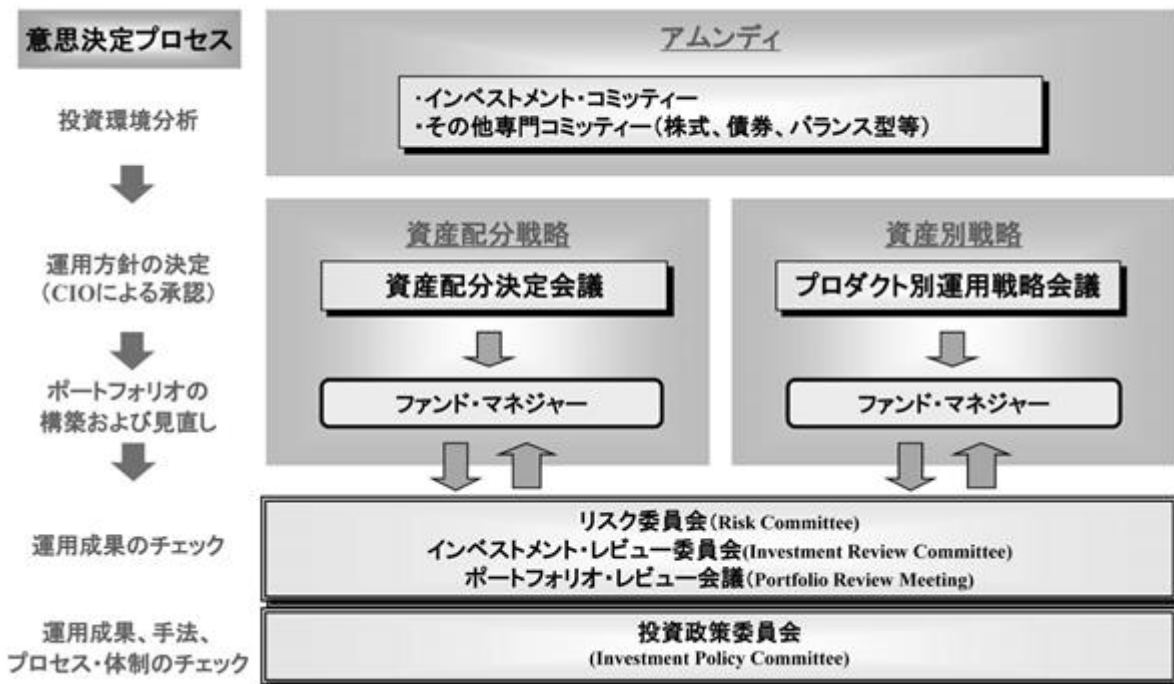 意思決定プロセス
アムンディ
投資環境分析
・インベストメント・コミッティー
・その他専門コミッティー（株式、債券、バランス型等）
運用方針の決定
（CIOによる承認）
資産配分戦略
資産配分決定会議
資産別戦略
プロダクト別運用戦略会議
ポートフォリオの
構築および見直し
ファンド・マネジャー
ファンド・マネジャー
運用成果のチェック
リスク委員会(Risk Committee)
インベストメント・レビュー委員会(Investment Review Committee)
ポートフォリオ・レビュー会議(Portfolio Review Meeting)
運用成果、手法、
プロセス・体制のチェック
投資政策委員会
(Investment Policy Committee)